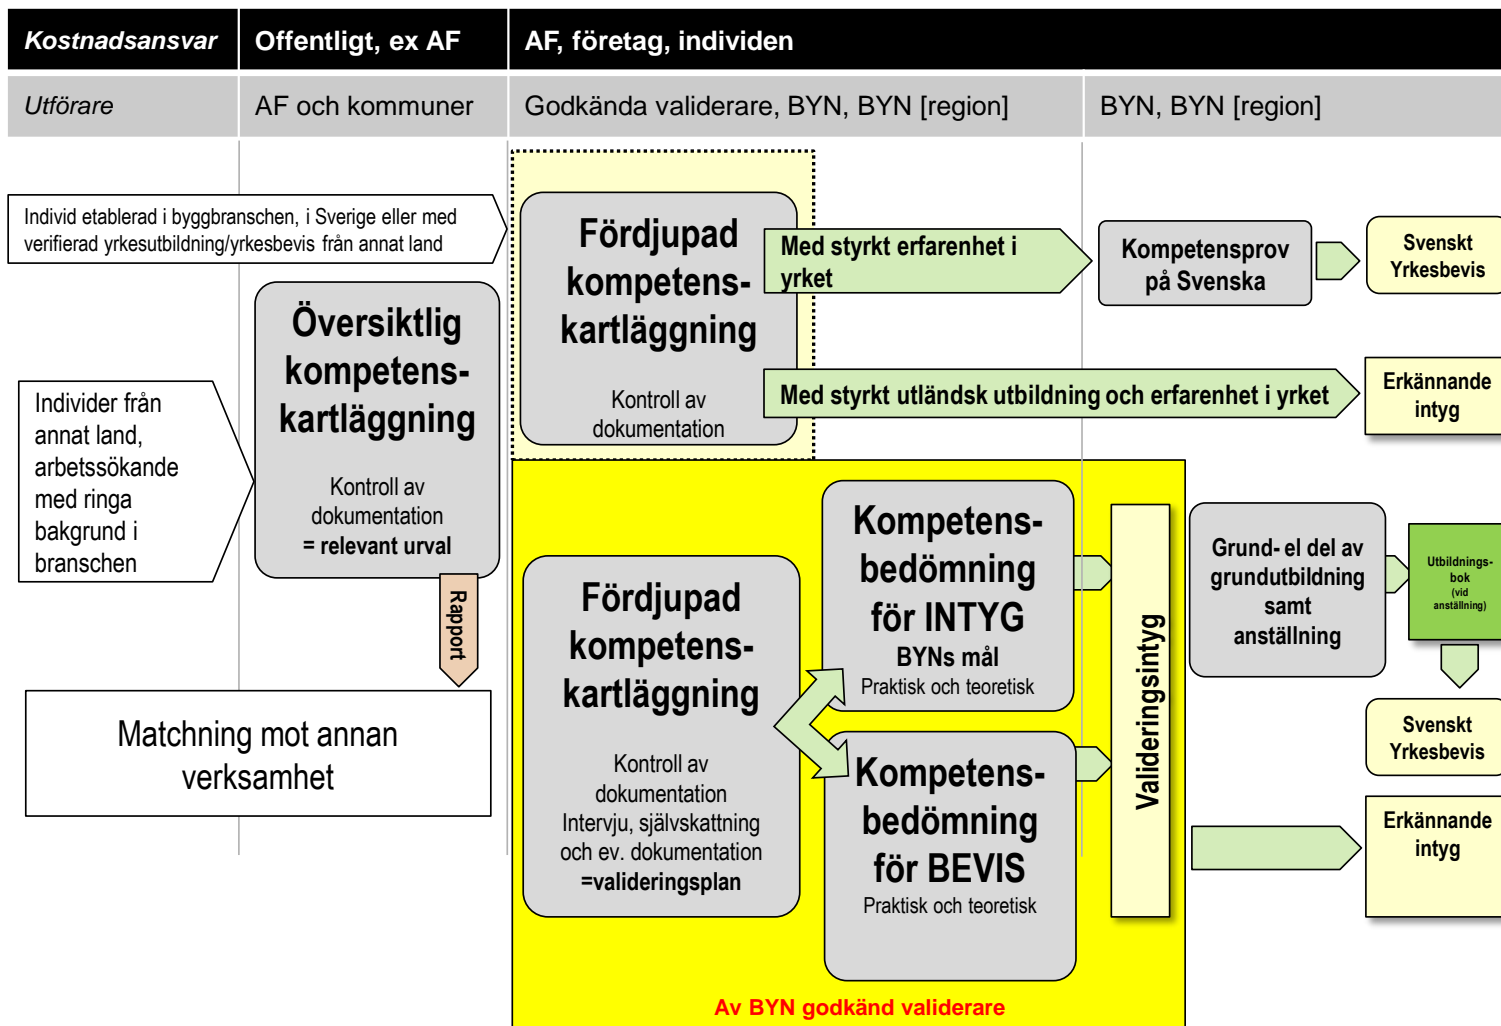 Kostnadsansvar
Offentligt, ex AF
AF, företag, individen
Utförare
AF och kommuner
Godkända validerare, BYN, BYN [region]
BYN, BYN [region]
Individ etablerad i byggbranschen, i Sverige eller med
verifierad yrkesutbildning/yrkesbevis från annat land
Fördjupad
kompetens-
kartläggning
Kontroll av
dokumentation
Med styrkt erfarenhet i
yrket
Kompetensprov
på Svenska
Svenskt
Yrkesbevis
Med styrkt utländsk utbildning och erfarenhet i yrket
Erkännande
intyg
Individer från
annat land,
arbetssökande
med ringa
bakgrund i
branschen
Översiktlig
kompetens-
kartläggning
Kontroll av
dokumentation
= relevant urval
Rapport
Matchning mot annan
verksamhet
Fördjupad
kompetens-
kartläggning
Kontroll av
dokumentation
Intervju, självskattning
och ev. dokumentation
=valideringsplan
Kompetens-
bedömning
för INTYG
BYNs mål
Praktisk och teoretisk
Kompetens-
bedömning
för BEVIS
Praktisk och teoretisk
Valideringsintyg
Grund- el del av
grundutbildning
samt
anställning
Utbildnings-
bok
(vid
anställning)
Svenskt
Yrkesbevis
Erkännande
intyg
Av BYN godkänd validerare